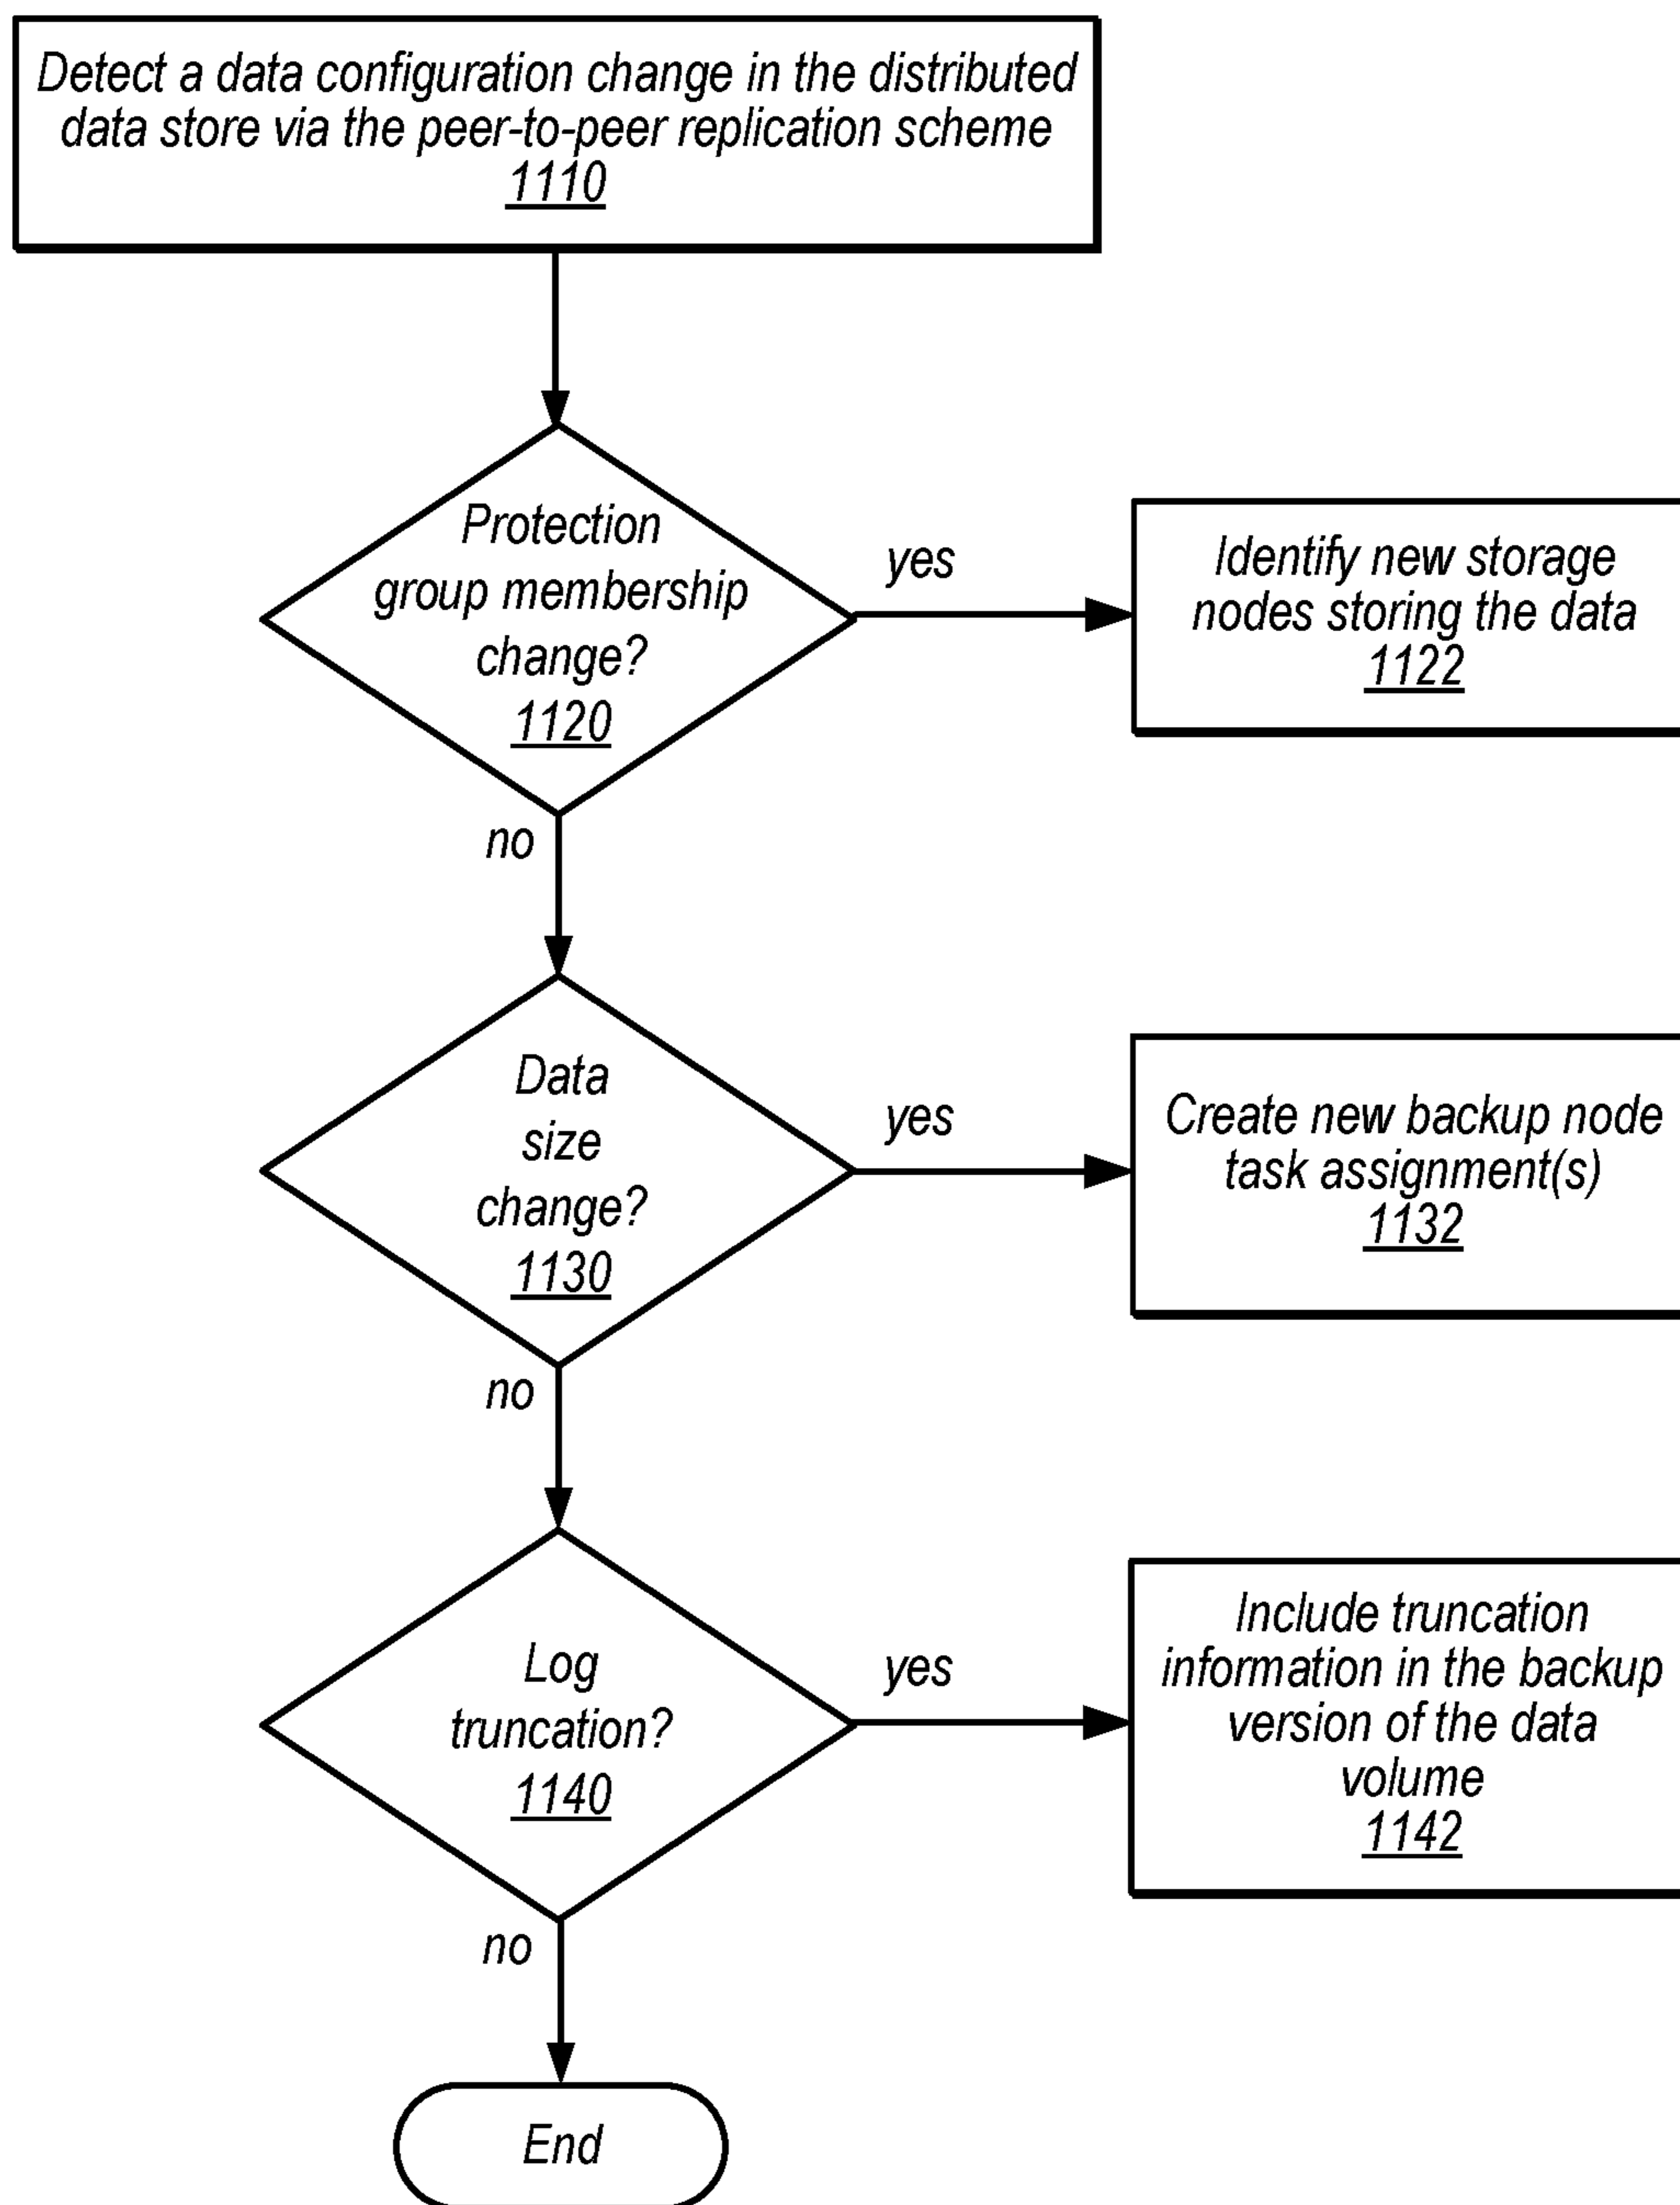 Detect a data configuration change in the distributed
data store via the peer-to-peer replication scheme
1110
Protection
group membership
change?
1120
yes
Identify new storage
nodes storing the data
1122
no
Data
size
change?
1130
yes
Create new backup node
task assignment(s)
1132
no
Log
truncation?
1140
yes
Include truncation
information in the backup
version of the data
volume
1142
no
End